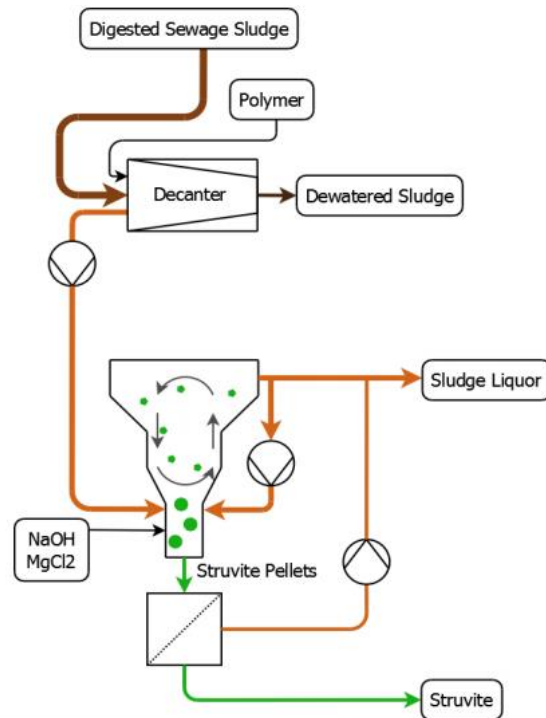 Digested Sewage Sludge
Polymer
Decanter
Dewatered Sludge
Sludge Liquor
NaOH
MgCl2
Struvite Pellets
Struvite